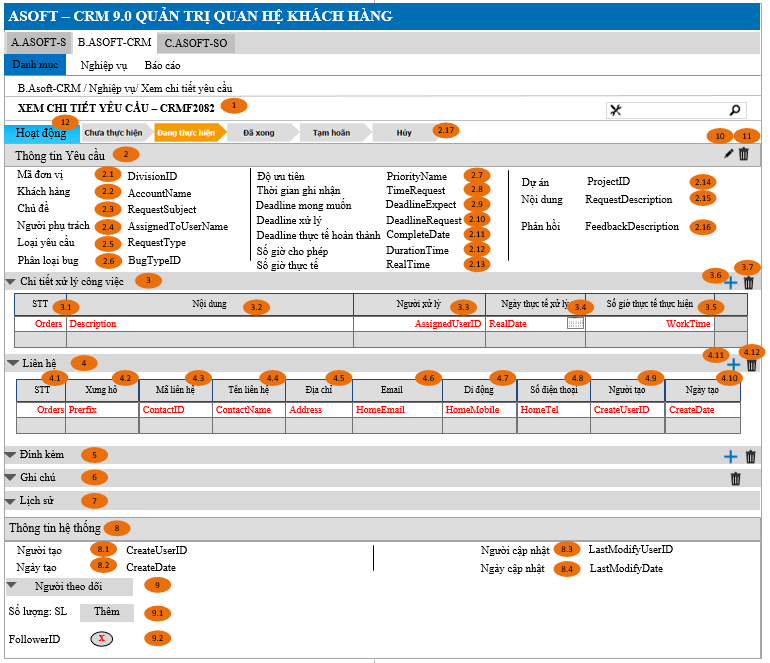 ASOFT – CRM 9.0 QUẢN TRỊ QUAN HỆ KHÁCH HÀNG
A.ASOFT-S B.ASOFT-CRM C.ASOFT-SO
Danh mục Nghiệp vụ Báo cáo
B.Asoft-CRM / Nghiệp vụ/ Xem chi tiết yêu cầu
XEM CHI TIẾT YÊU CẦU – CRMF2082 1
Hoạt động 12 Chưa thực hiện Đang thực hiện Đã xong Tạm hoãn Hủy 2.17
Thông tin Yêu cầu 2 10 11
Mã đơn vị 2.1 DivisionID Độ ưu tiên PriorityName 2.7
Khách hàng 2.2 AccountName Thời gian ghi nhận TimeRequest 2.8 Dự án ProjectID 2.14
Chủ đề 2.3 RequestSubject Deadline mong muốn DeadlineExpect 2.9 Nội dung RequestDescription 2.15
Người phụ trách 2.4 AssignedToUserName Deadline xử lý DeadlineRequest 2.10 Phản hồi FeedbackDescription 2.16
Loại yêu cầu 2.5 RequestType Deadline thực tế hoàn thành CompleteDate 2.11
Phân loại bug 2.6 BugTypeID Số giờ cho phép DurationTime 2.12
Số giờ thực tế RealTime 2.13
Chi tiết xử lý công việc 3 3.6 3.7
STT 3.1 Nội dung 3.2 Người xử lý 3.3 Ngày thực tế xử lý 3.4 Số giờ thực tế thực hiện 3.5
Orders Description AssignedUserID RealDate WorkTime
Liên hệ 4 4.11 4.12
4.1 4.2 4.3 4.4 4.5 4.6 4.7 4.8 4.9 4.10
STT Xưng hô Mã liên hệ Tên liên hệ Địa chỉ Email Di động Số điện thoại Người tạo Ngày tạo
Orders Prerfix ContactID ContactName Address HomeEmail HomeMobile HomeTel CreateUserID CreateDate
Đính kèm 5
Ghi chú 6
Lịch sử 7
Thông tin hệ thống 8
Người tạo 8.1 CreateUserID Người cập nhật 8.3 LastModifyUserID
Ngày tạo 8.2 CreateDate Ngày cập nhật 8.4 LastModifyDate
Người theo dõi 9
Số lượng: SL Thêm 9.1
FollowerID X 9.2